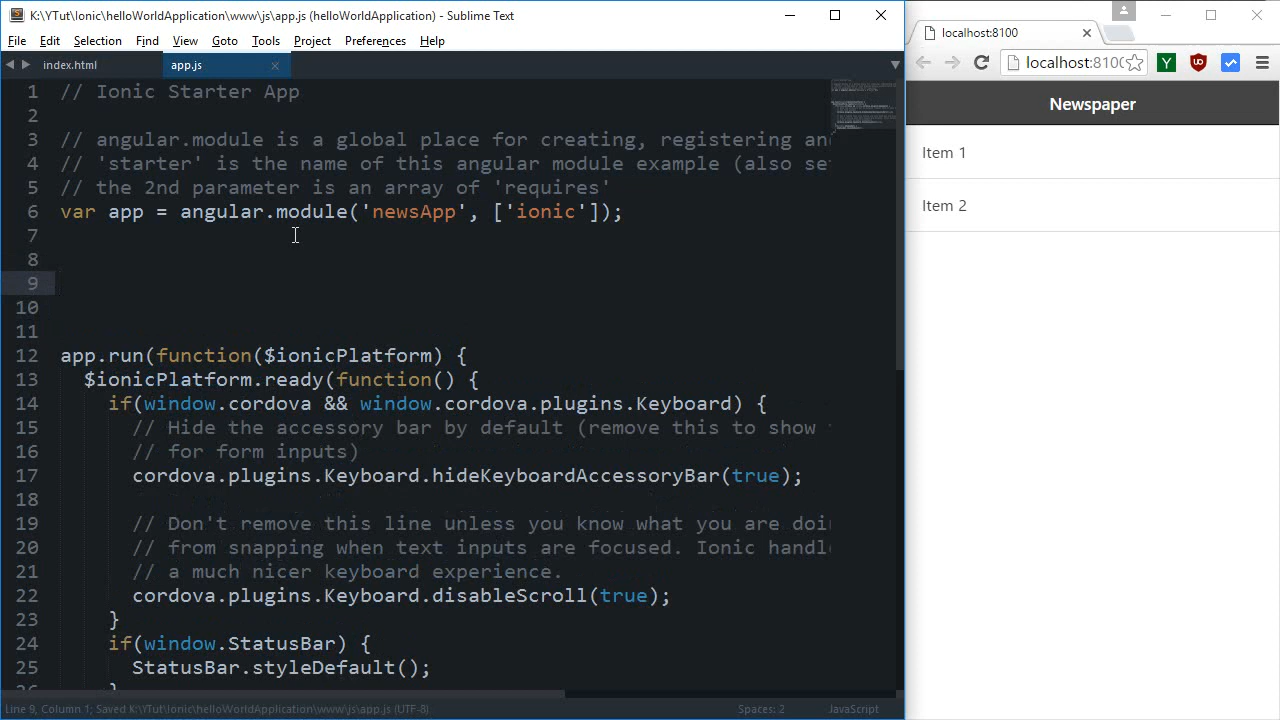 K:\YTut\Ionic\helloWorldApplication\www\js\app.js (helloWorldApplication) - Sublime Text
File Edit Selection Find View Goto Tools Project Preferences Help
index.html
app.js
1 // Ionic Starter App
2
3 // angular.module is a global place for creating, registering an
4 // 'starter' is the name of this angular module example (also se
5 // the 2nd parameter is an array of 'requires'
6 var app = angular.module('newsApp', ['ionic']);
7
8
9
10
11
12 app.run(function($ionicPlatform) {
13 $ionicPlatform.ready(function() {
14 if(window.cordova && window.cordova.plugins.Keyboard) {
15 // Hide the accessory bar by default (remove this to show
16 // for form inputs)
17 cordova.plugins.Keyboard.hideKeyboardAccessoryBar(true);
18
19 // Don't remove this line unless you know what you are doi
20 // from snapping when text inputs are focused. Ionic handl
21 // a much nicer keyboard experience.
22 cordova.plugins.Keyboard.disableScroll(true);
23 }
24 if(window.StatusBar) {
25 StatusBar.styleDefault();
26 }
Line 9, Column 1; Saved K:\YTut\Ionic\helloWorldApplication\www\js\app.js (UTF-8)
Spaces: 2
JavaScript
localhost:8100
localhost:8100
Newspaper
Item 1
Item 2